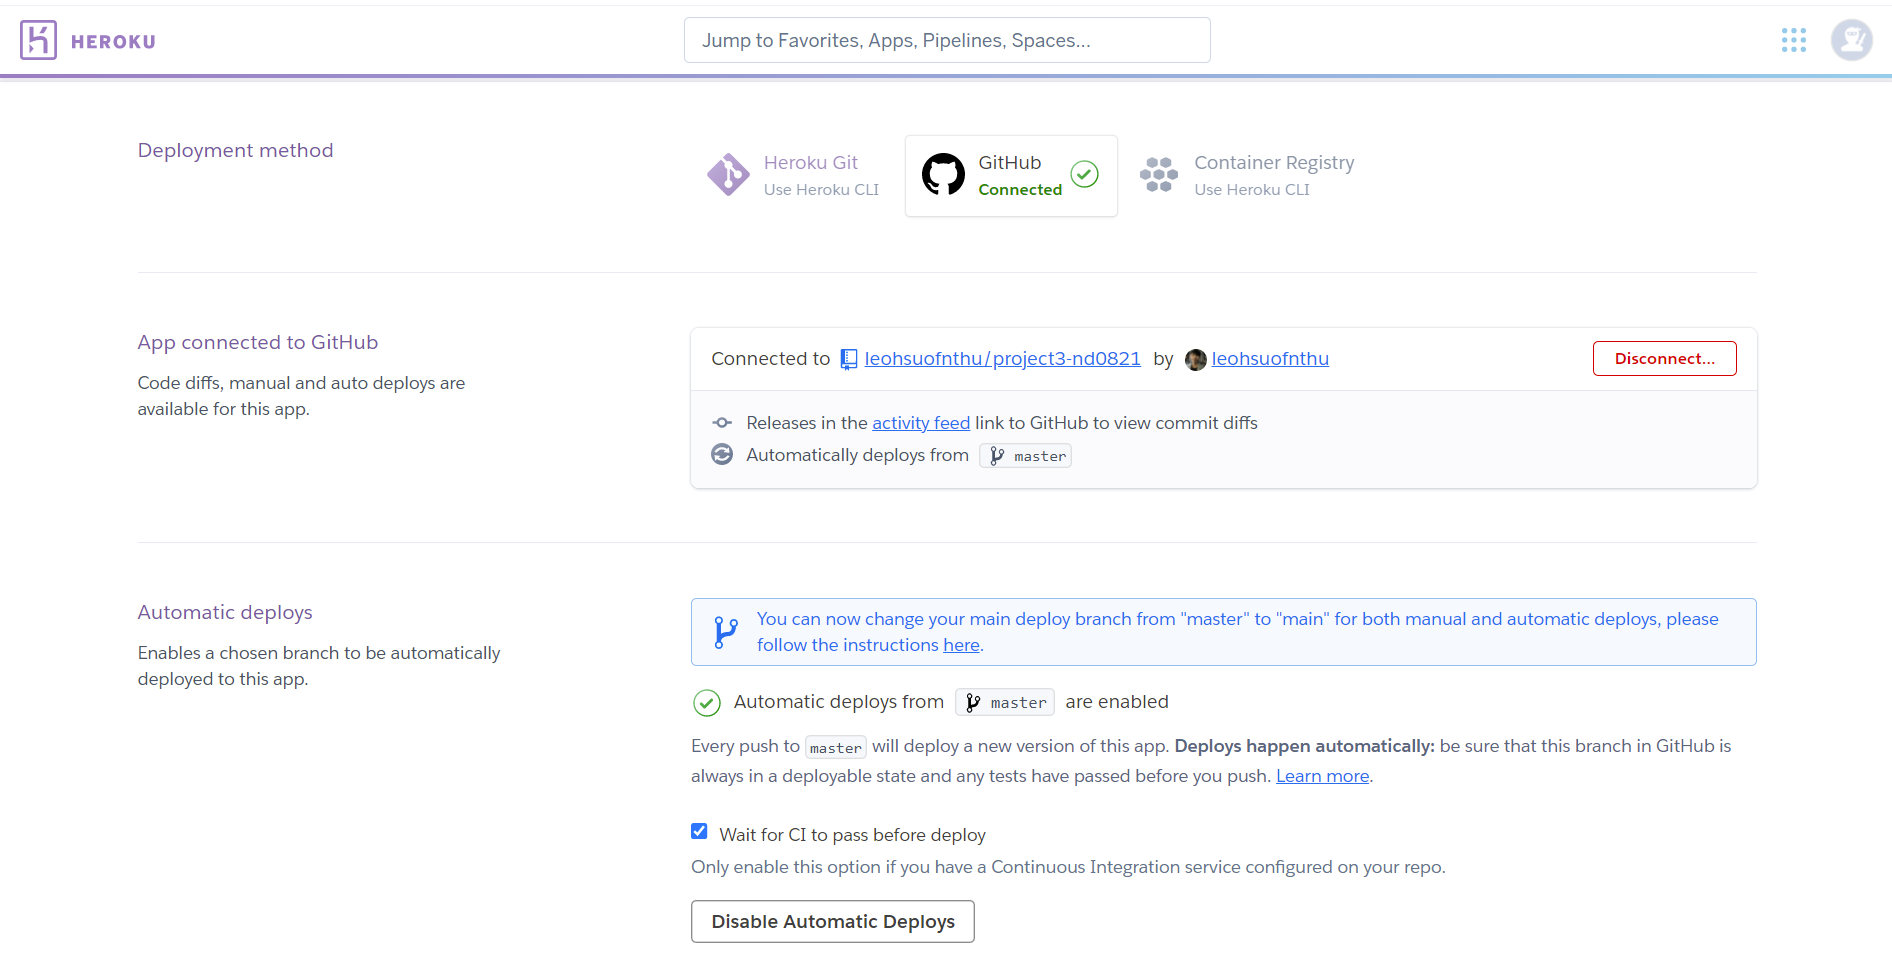 HEROKU
Jump to Favorites, Apps, Pipelines, Spaces...
Deployment method
Heroku Git
Use Heroku CLI
GitHub
Connected
Container Registry
Use Heroku CLI
App connected to GitHub
Code diffs, manual and auto deploys are
available for this app.
Connected to leohsuofnthu/project3-nd0821 by leohsuofnthu
Disconnect...
Releases in the activity feed link to GitHub to view commit diffs
Automatically deploys from master
Automatic deploys
Enables a chosen branch to be automatically
deployed to this app.
You can now change your main deploy branch from "master" to "main" for both manual and automatic deploys, please
follow the instructions here.
Automatic deploys from master are enabled
Every push to master will deploy a new version of this app. Deploys happen automatically: be sure that this branch in GitHub is
always in a deployable state and any tests have passed before you push. Learn more.
Wait for CI to pass before deploy
Only enable this option if you have a Continuous Integration service configured on your repo.
Disable Automatic Deploys